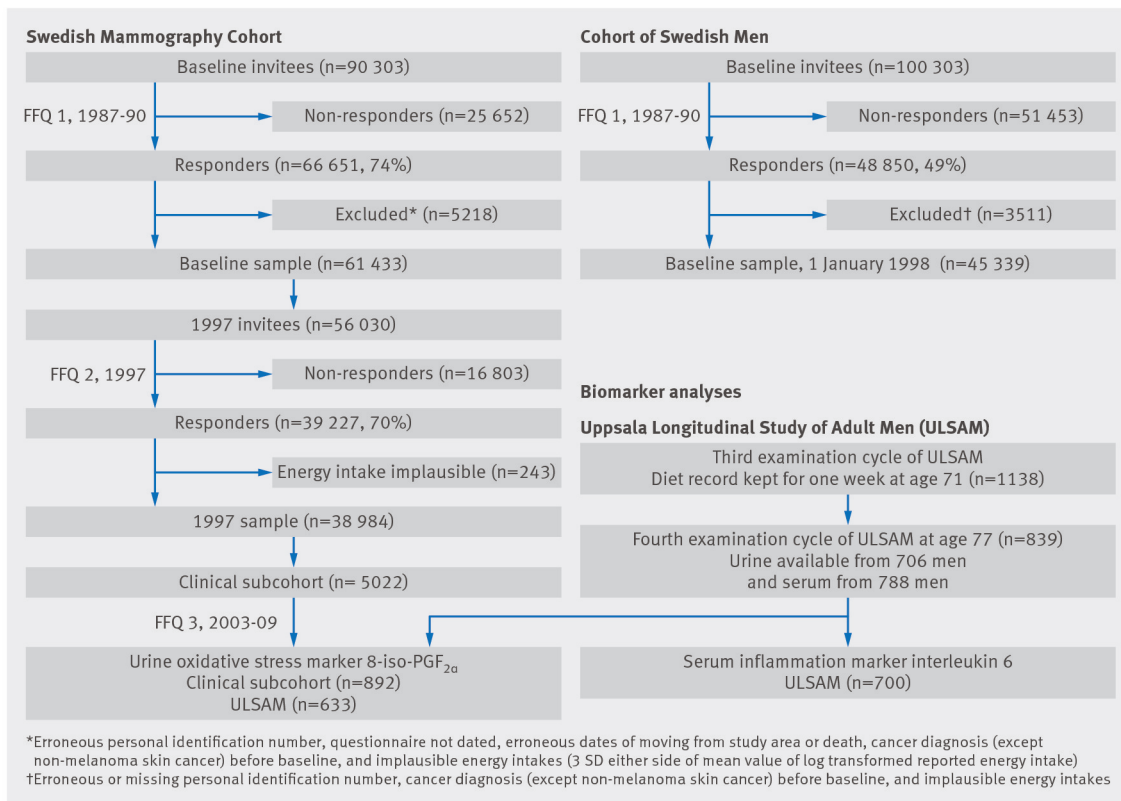 Swedish Mammography Cohort
Baseline invitees (n=90 303)
FFQ 1, 1987-90
Non-responders (n=25 652)
Responders (n=66 651, 74%)
Excluded* (n=5218)
Baseline sample (n=61 433)
1997 invitees (n=56 030)
FFQ 2, 1997
Non-responders (n=16 803)
Responders (n=39 227, 70%)
Energy intake implausible (n=243)
1997 sample (n=38 984)
Clinical subcohort (n= 5022)
FFQ 3, 2003-09
Urine oxidative stress marker 8-iso-PGF2α
Clinical subcohort (n=892)
ULSAM (n=633)
Cohort of Swedish Men
Baseline invitees (n=100 303)
FFQ 1, 1987-90
Non-responders (n=51 453)
Responders (n=48 850, 49%)
Excluded† (n=3511)
Baseline sample, 1 January 1998 (n=45 339)
Biomarker analyses
Uppsala Longitudinal Study of Adult Men (ULSAM)
Third examination cycle of ULSAM
Diet record kept for one week at age 71 (n=1138)
Fourth examination cycle of ULSAM at age 77 (n=839)
Urine available from 706 men
and serum from 788 men
Serum inflammation marker interleukin 6
ULSAM (n=700)
*Erroneous personal identification number, questionnaire not dated, erroneous dates of moving from study area or death, cancer diagnosis (except
non-melanoma skin cancer) before baseline, and implausible energy intakes (3 SD either side of mean value of log transformed reported energy intake)
†Erroneous or missing personal identification number, cancer diagnosis (except non-melanoma skin cancer) before baseline, and implausible energy intakes